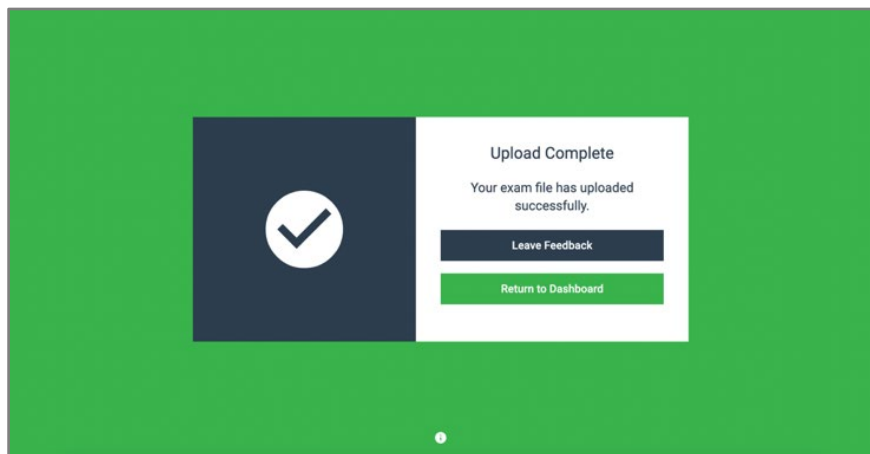 Upload Complete
Your exam file has uploaded
successfully.
Leave Feedback
Return to Dashboard